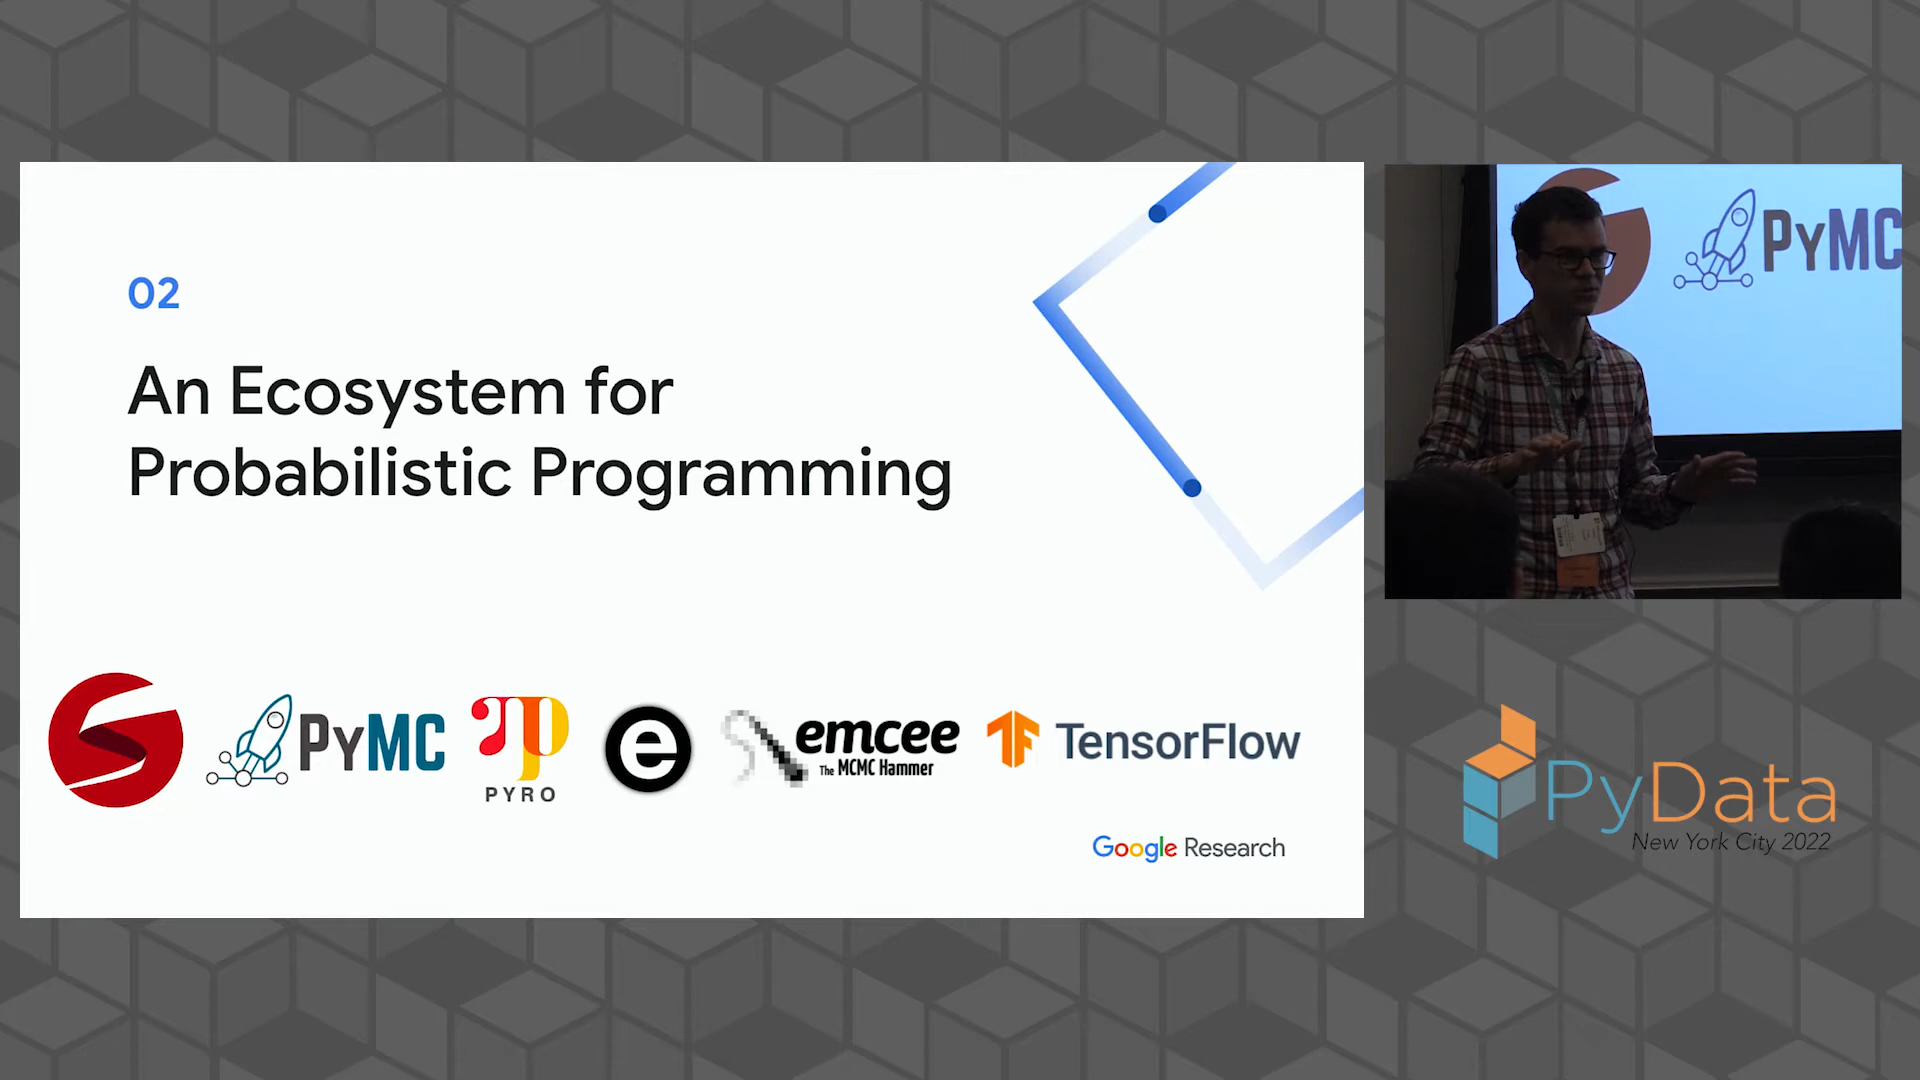 02
An Ecosystem for
Probabilistic Programming
PyMC
PYRO
e
emcee
The MCMC Hammer
TensorFlow
Google Research
PyMC
PyData
New York City 2022